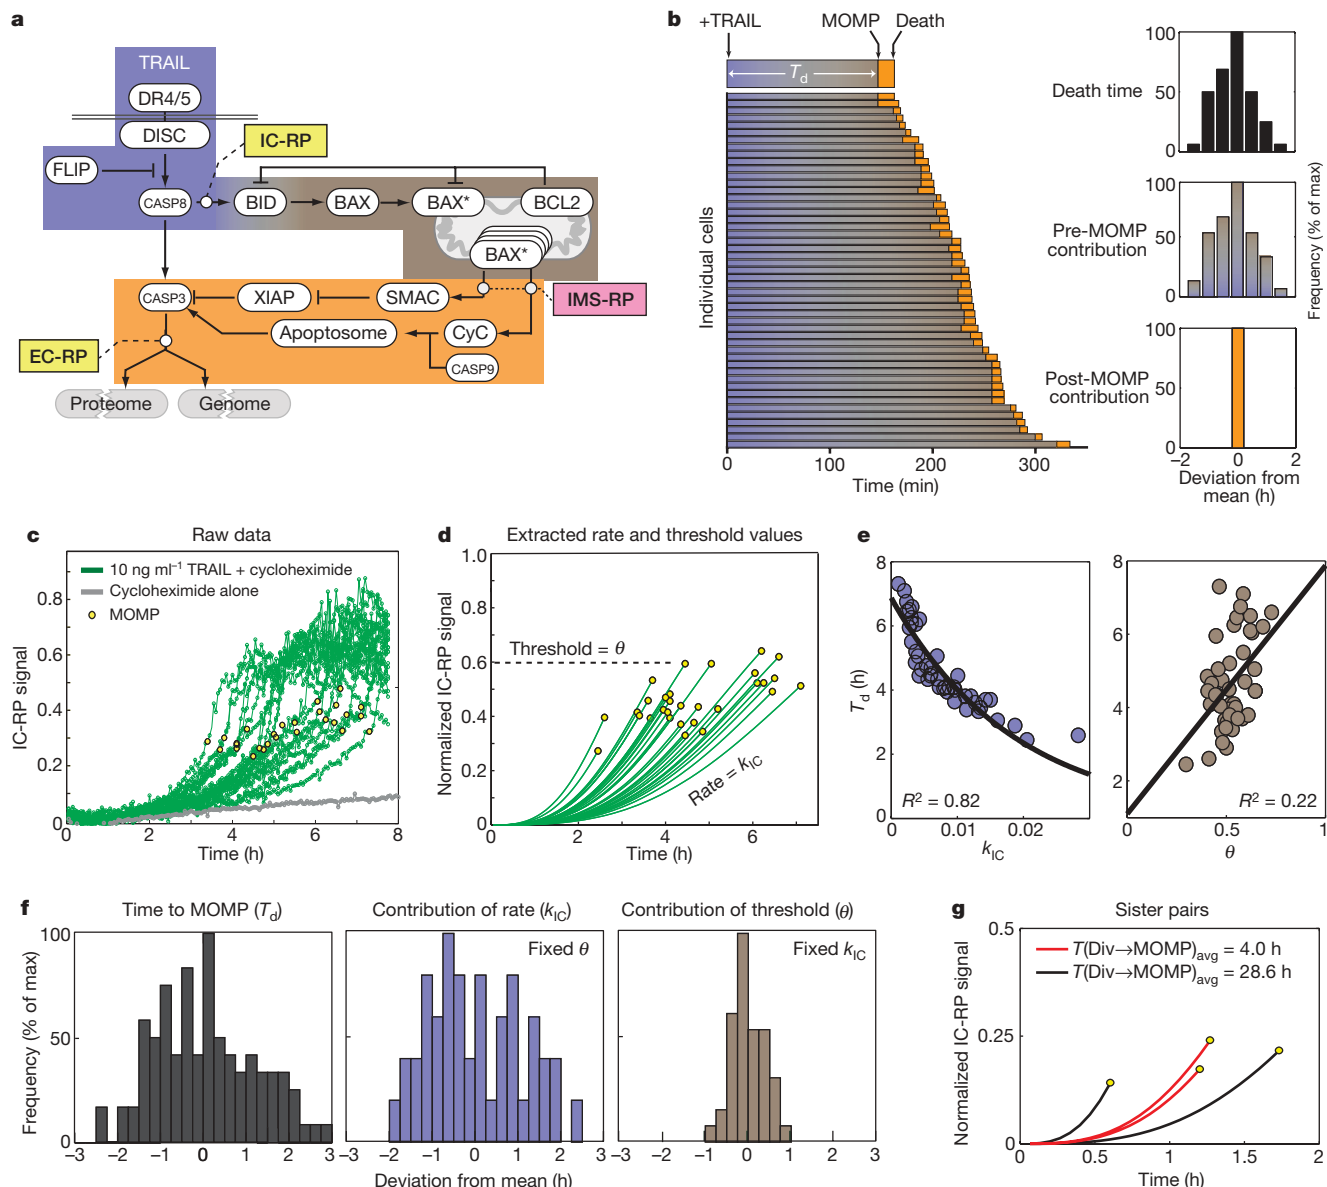 a
TRAIL
DR4/5
DISC
IC-RP
FLIP
CASP8
BID
BAX
BAX*
BCL2
BAX*
CASP3
XIAP
SMAC
IMS-RP
Apoptosome
CyC
EC-RP
CASP9
Proteome
Genome
b
+TRAIL
MOMP
Death
Td
Individual cells
0
100
200
300
Time (min)
Death time
100
50
0
Pre-MOMP
contribution
100
50
0
Post-MOMP
contribution
100
50
0
−2
0
2
Deviation from
mean (h)
Frequency (% of max)
c
Raw data
10 ng ml−1 TRAIL + cycloheximide
Cycloheximide alone
MOMP
IC-RP signal
0.8
0.6
0.4
0.2
0
0
2
4
6
8
Time (h)
d
Extracted rate and threshold values
Normalized IC-RP signal
1.0
0.8
0.6
0.4
0.2
0
Threshold = θ
Rate = kIC
0
2
4
6
Time (h)
e
Td (h)
8
6
4
2
0
R2 = 0.82
0
0.01
0.02
kIC
8
6
4
2
R2 = 0.22
0
0.5
1
θ
f
Time to MOMP (Td)
Contribution of rate (kIC)
Contribution of threshold (θ)
Frequency (% of max)
100
50
0
Fixed θ
Fixed kIC
−3
−2
−1
0
1
2
3
−3
−2
−1
0
1
2
3
−3
−2
−1
0
1
2
3
Deviation from mean (h)
g
Sister pairs
T(Div→MOMP)avg = 4.0 h
T(Div→MOMP)avg = 28.6 h
Normalized IC-RP signal
0.5
0.25
0
0
0.5
1
1.5
2
Time (h)